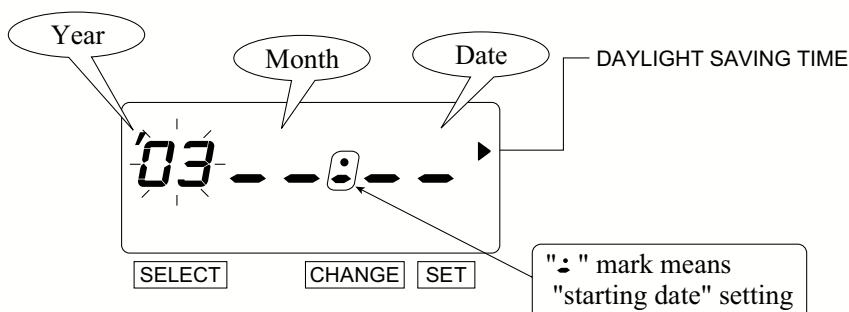 Year
Month
Date
DAYLIGHT SAVING TIME
'03 - - - - -
SELECT
CHANGE
SET
"∸" mark means
"starting date" setting